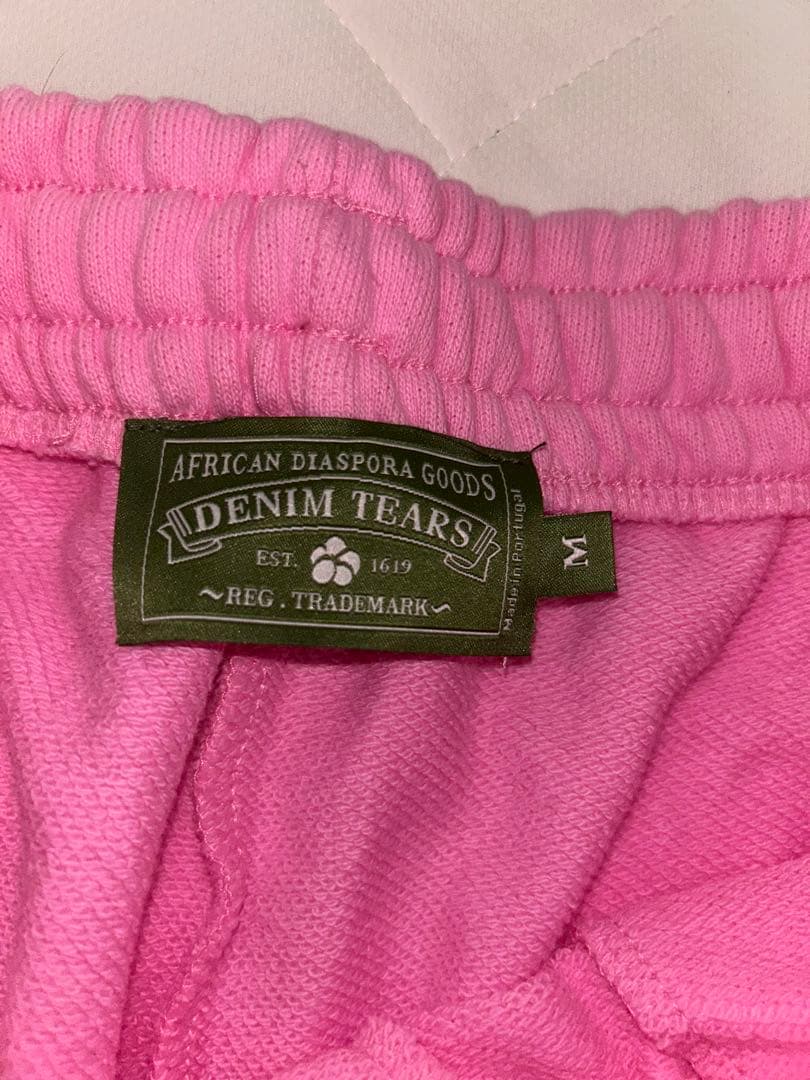 AFRICAN DIASPORA GOODS
DENIM TEARS
EST. 1619
~REG . TRADEMARK~
Made in Portugal
M